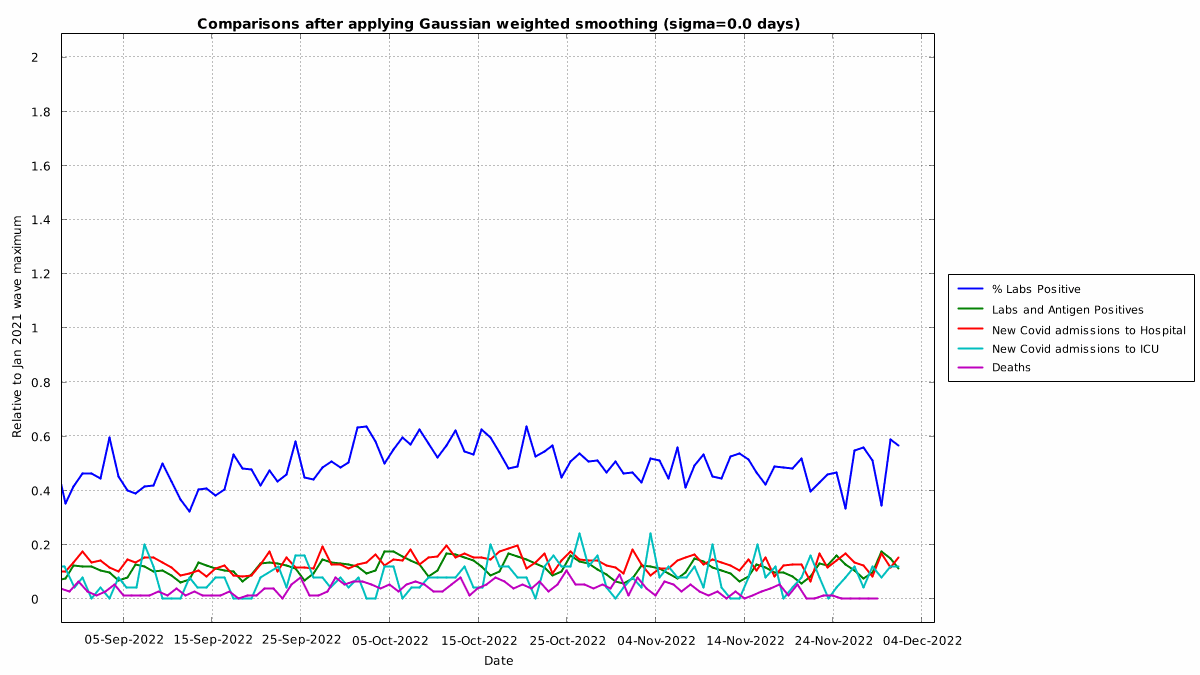 Comparisons after applying Gaussian weighted smoothing (sigma=0.0 days)
Relative to Jan 2021 wave maximum
2
1.8
1.6
1.4
1.2
1
0.8
0.6
0.4
0.2
0
05-Sep-2022 15-Sep-2022 25-Sep-2022 05-Oct-2022 15-Oct-2022 25-Oct-2022 04-Nov-2022 14-Nov-2022 24-Nov-2022 04-Dec-2022
Date
% Labs Positive
Labs and Antigen Positives
New Covid admissions to Hospital
New Covid admissions to ICU
Deaths